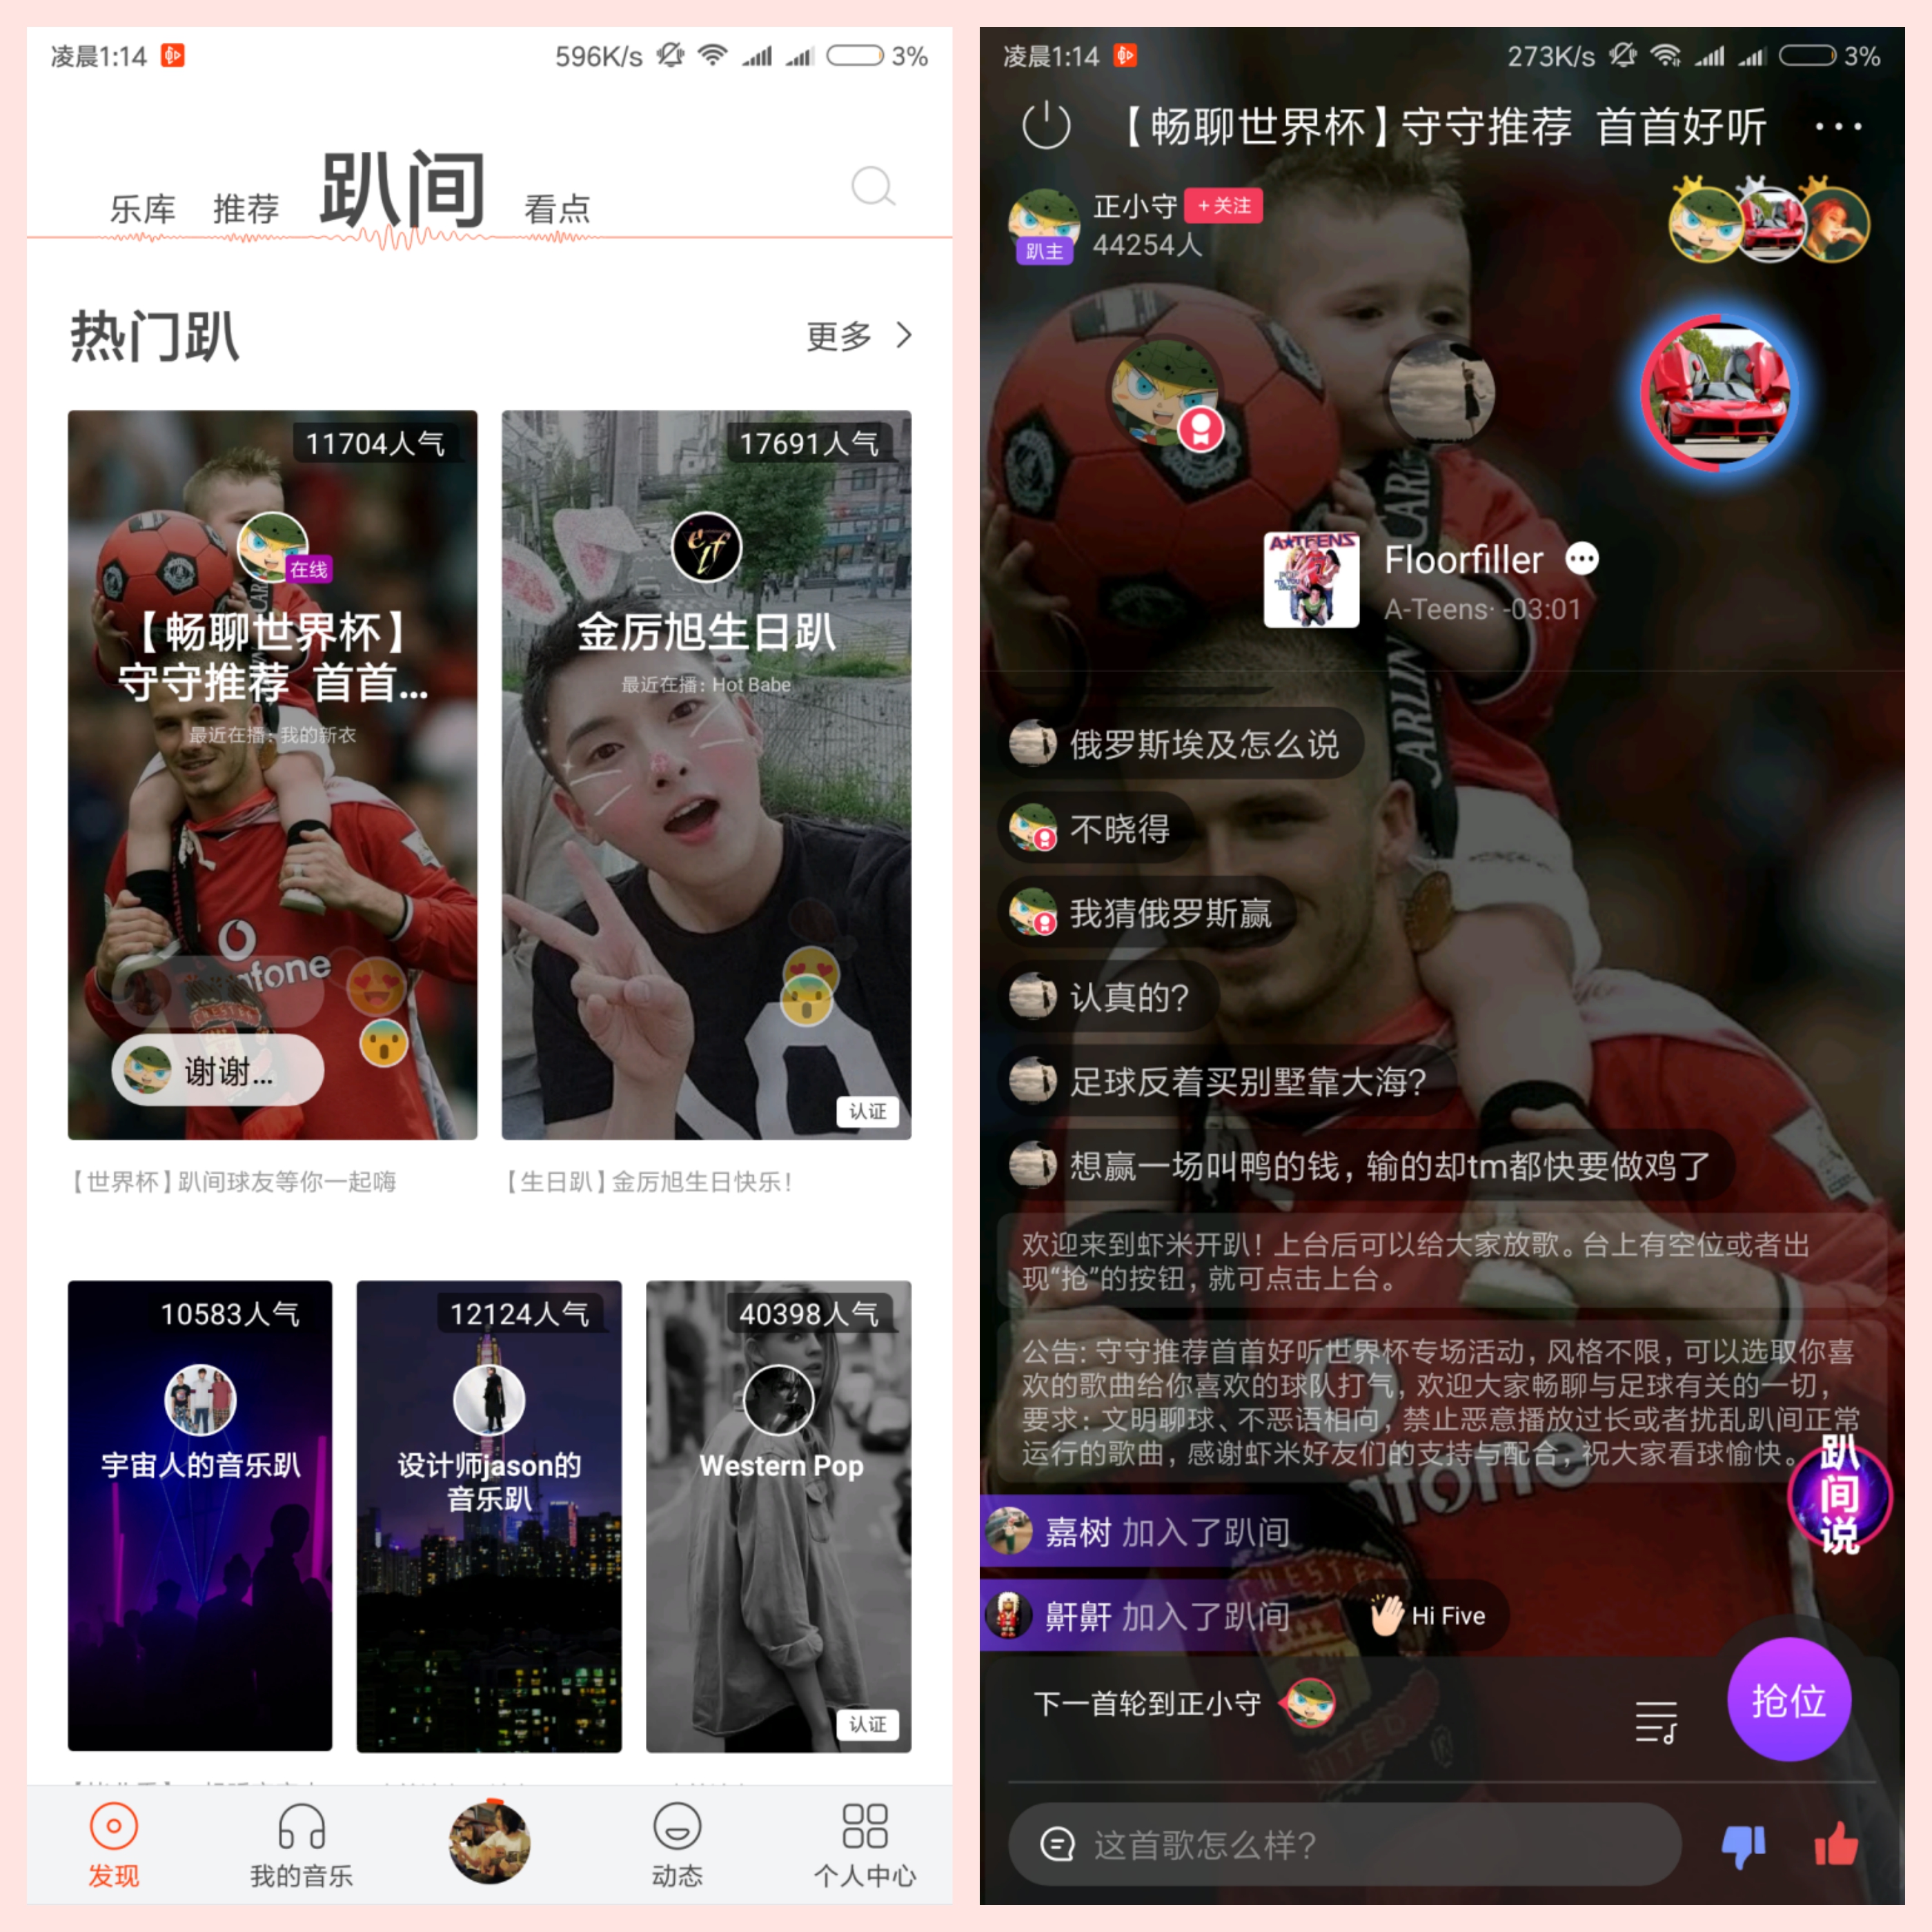 凌晨1:14
596K/s
3%
乐库 推荐 趴间 看点
热门趴
更多
11704人气
在线
【畅聊世界杯】
守守推荐 首首...
最近在播: 我的新衣
afone
谢谢...
【世界杯】趴间球友等你一起嗨
17691人气
elf
金厉旭生日趴
最近在播: Hot Babe
认证
【生日趴】金厉旭生日快乐!
10583人气
宇宙人的音乐趴
12124人气
设计师jason的
音乐趴
40398人气
Western Pop
认证
发现
我的音乐
动态
个人中心
凌晨1:14
273K/s
3%
【畅聊世界杯】守守推荐 首首好听
正小守
+关注
44254人
趴主
A★TEENS
Floorfiller
A-Teens· -03:01
CARLIN
俄罗斯埃及怎么说
不晓得
我猜俄罗斯赢
认真的?
足球反着买别墅靠大海?
想赢一场叫鸭的钱, 输的却tm都快要做鸡了
欢迎来到虾米开趴! 上台后可以给大家放歌。台上有空位或者出
现“抢”的按钮, 就可点击上台。
公告: 守守推荐首首好听世界杯专场活动, 风格不限, 可以选取你喜
欢的歌曲给你喜欢的球队打气, 欢迎大家畅聊与足球有关的一切,
要求: 文明聊球、不恶语相向, 禁止恶意播放过长或者扰乱趴间正常
运行的歌曲, 感谢虾米好友们的支持与配合, 祝大家看球愉快。
趴间说
嘉树 加入了趴间
鼾鼾 加入了趴间
Hi Five
下一首轮到正小守
抢位
这首歌怎么样?